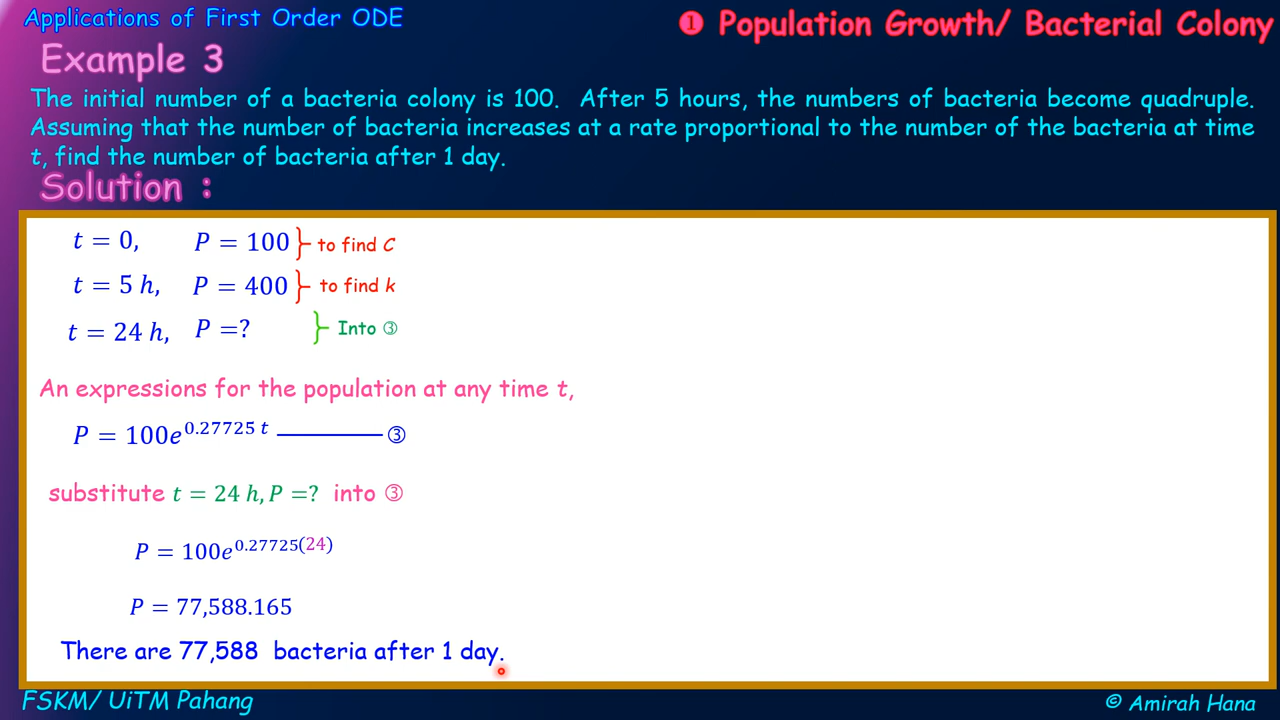 Applications of First Order ODE
❶ Population Growth/ Bacterial Colony
Example 3
The initial number of a bacteria colony is 100. After 5 hours, the numbers of bacteria become quadruple.
Assuming that the number of bacteria increases at a rate proportional to the number of the bacteria at time
t, find the number of bacteria after 1 day.
Solution :
t = 0, P = 100 } to find C
t = 5 h, P = 400 } to find k
t = 24 h, P =? } Into ③
An expressions for the population at any time t,
P = 100e^{0.27725 t} ——— ③
substitute t = 24 h, P =? into ③
P = 100e^{0.27725(24)}
P = 77,588.165
There are 77,588 bacteria after 1 day.
FSKM/ UiTM Pahang
© Amirah Hana